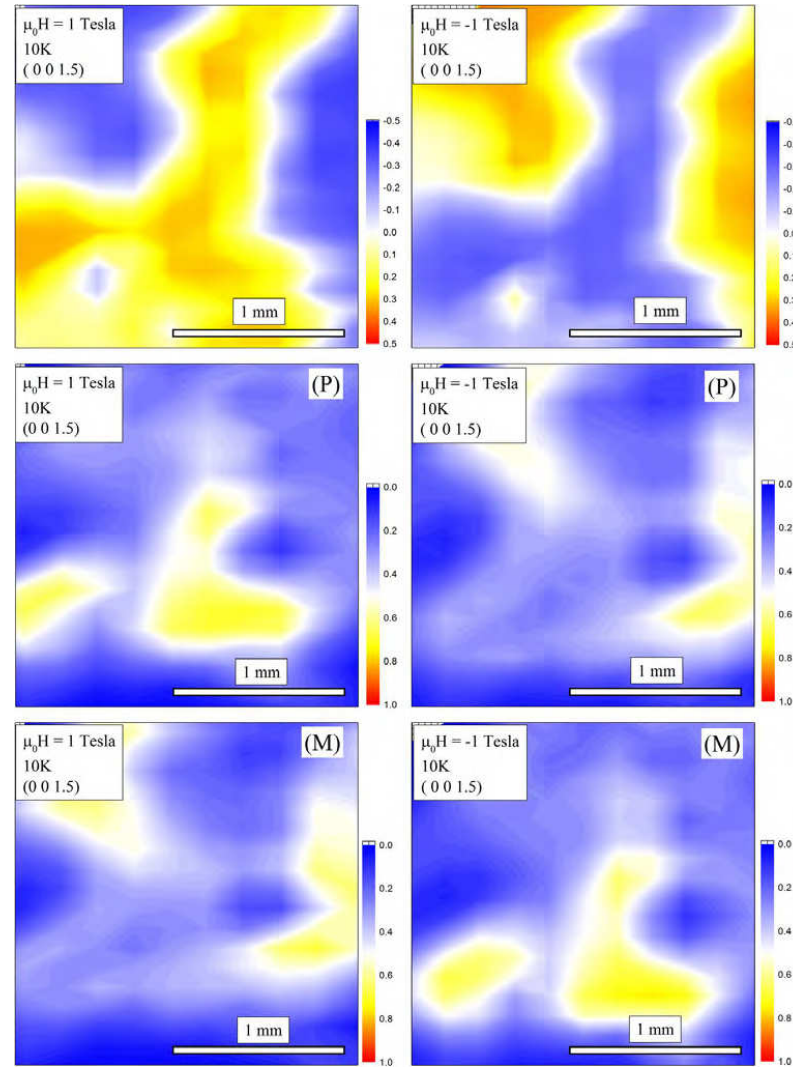 μ₀H = 1 Tesla
10K
( 0 0 1.5)
-0.5
-0.4
-0.3
-0.2
-0.1
0.0
0.1
0.2
0.3
0.4
0.5
1 mm
μ₀H = -1 Tesla
10K
( 0 0 1.5)
1 mm
μ₀H = 1 Tesla
10K
(0 0 1.5)
(P)
0.0
0.2
0.4
0.6
0.8
1.0
1 mm
μ₀H = -1 Tesla
10K
( 0 0 1.5)
(P)
0.0
0.2
0.4
0.6
0.8
1.0
1 mm
μ₀H = 1 Tesla
10K
(0 0 1.5)
(M)
0.0
0.2
0.4
0.6
0.8
1.0
1 mm
μ₀H = -1 Tesla
10K
( 0 0 1.5)
(M)
0.0
0.2
0.4
0.6
0.8
1.0
1 mm